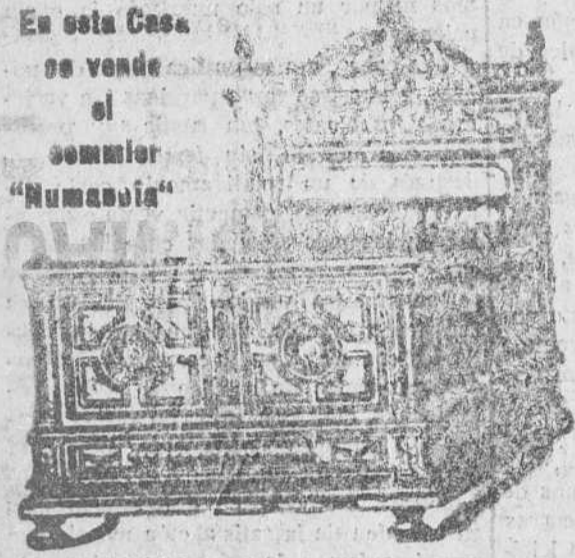 En esta Casa
se vende
el
sommier
"Numancia"